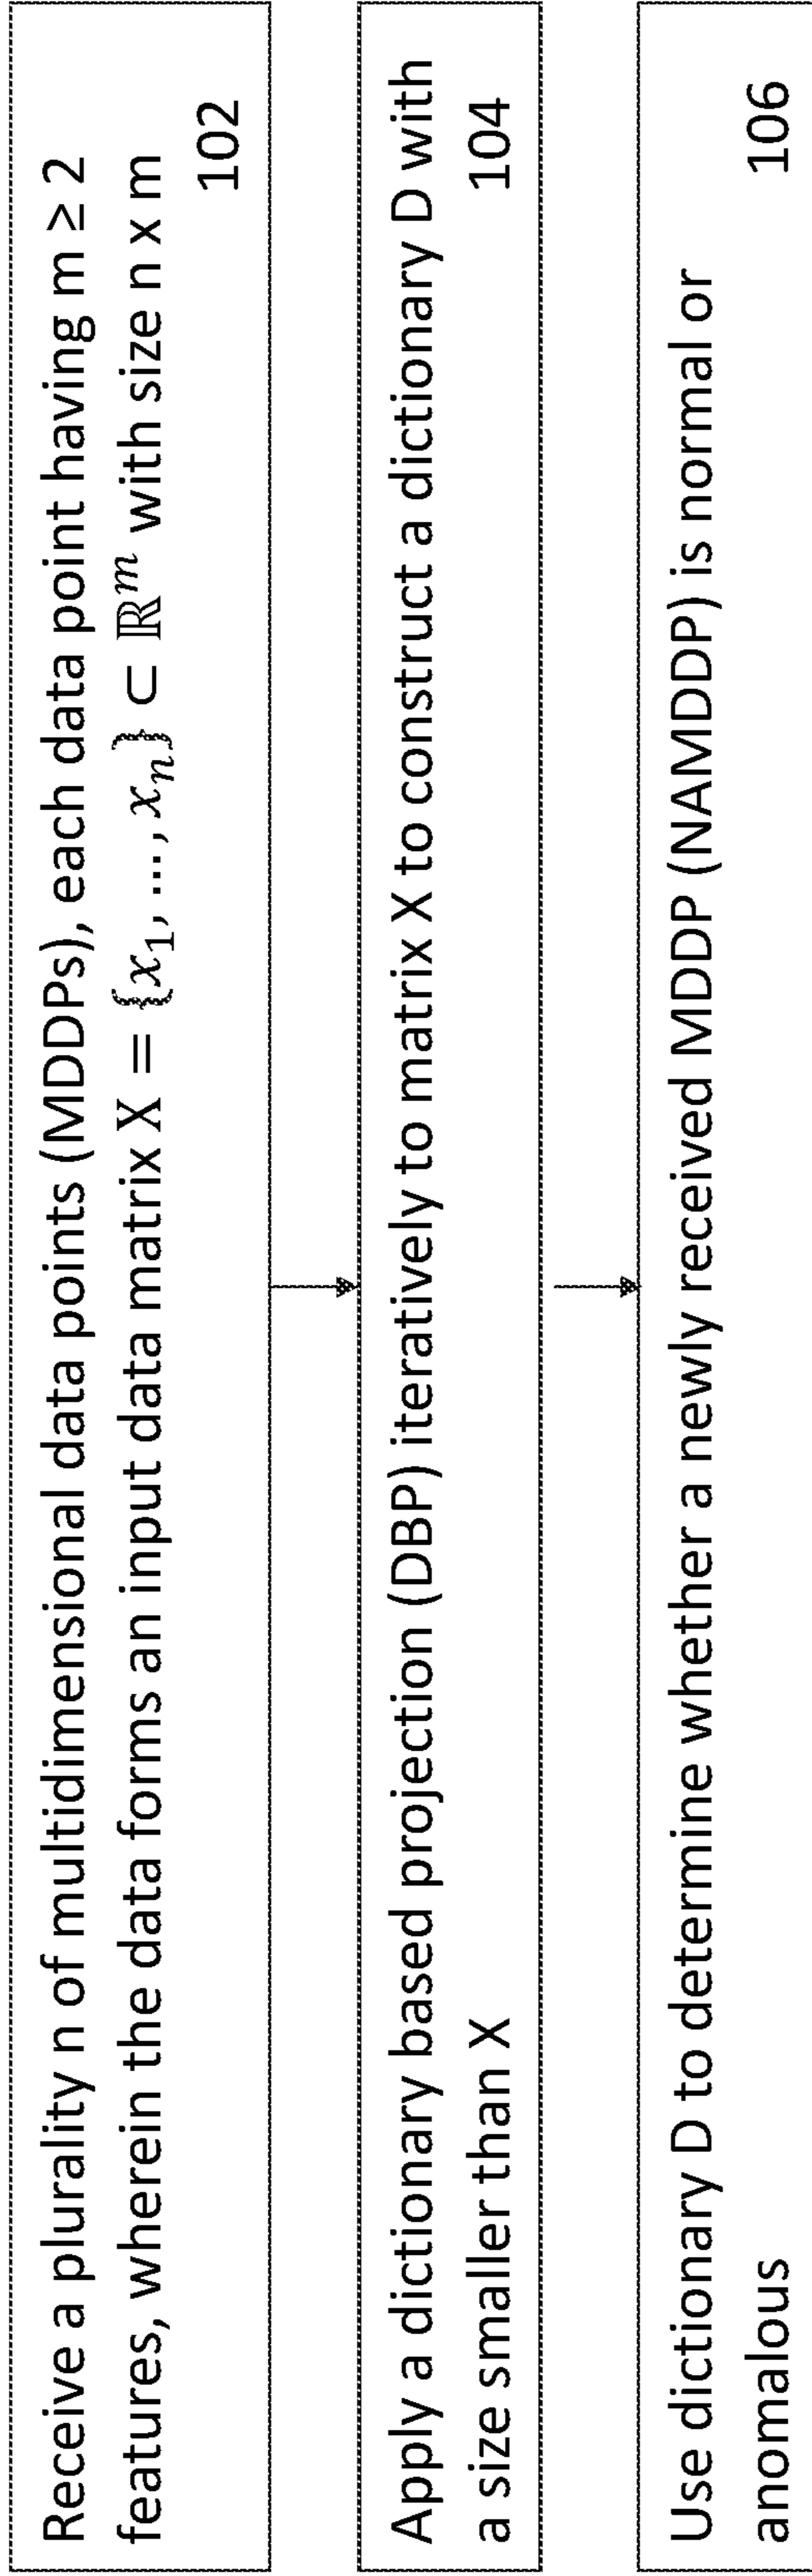 Receive a plurality n of multidimensional data points (MDDPs), each data point having m ≥ 2
features, wherein the data forms an input data matrix X = {x₁, ..., xₙ} ⊂ ℝᵐ with size n x m
102
Apply a dictionary based projection (DBP) iteratively to matrix X to construct a dictionary D with
a size smaller than X
104
Use dictionary D to determine whether a newly received MDDP (NAMDDP) is normal or
anomalous
106